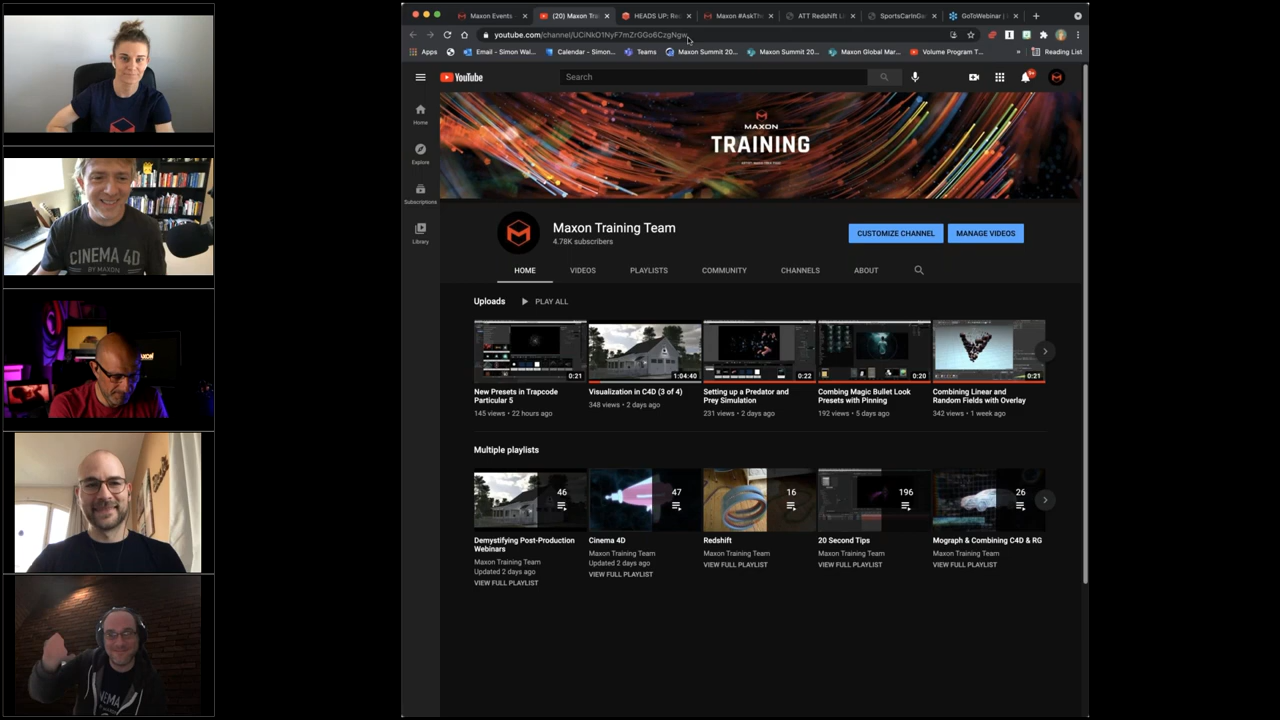 CINEMA 4D
BY MAXON
Maxon Events
(20) Maxon Tra
HEADS UP: Re
Maxon #AskTh
ATT Redshift Li
SportsCarInGa
GoToWebinar |
youtube.com/channel/UCiNkO1NyF7mZrGGo6CzgNgw
Apps
Email - Simon Wal...
Calendar - Simon...
Teams
Maxon Summit 20...
Maxon Summit 20...
Maxon Global Mar...
Volume Program T...
»
Reading List
YouTube
Search
9+
Home
Explore
Subscriptions
Library
MAXON
TRAINING
Maxon Training Team
4.78K subscribers
CUSTOMIZE CHANNEL
MANAGE VIDEOS
HOME
VIDEOS
PLAYLISTS
COMMUNITY
CHANNELS
ABOUT
Uploads
PLAY ALL
0:21
1:04:40
0:22
0:20
0:21
New Presets in Trapcode
Particular 5
145 views • 22 hours ago
Visualization in C4D (3 of 4)
348 views • 2 days ago
Setting up a Predator and
Prey Simulation
231 views • 2 days ago
Combing Magic Bullet Look
Presets with Pinning
192 views • 5 days ago
Combining Linear and
Random Fields with Overlay
342 views • 1 week ago
Multiple playlists
46
47
16
196
26
Demystifying Post-Production
Webinars
Maxon Training Team
Updated 2 days ago
VIEW FULL PLAYLIST
Cinema 4D
Maxon Training Team
Updated 2 days ago
VIEW FULL PLAYLIST
Redshift
Maxon Training Team
VIEW FULL PLAYLIST
20 Second Tips
Maxon Training Team
VIEW FULL PLAYLIST
Mograph & Combining C4D & RG
Maxon Training Team
VIEW FULL PLAYLIST